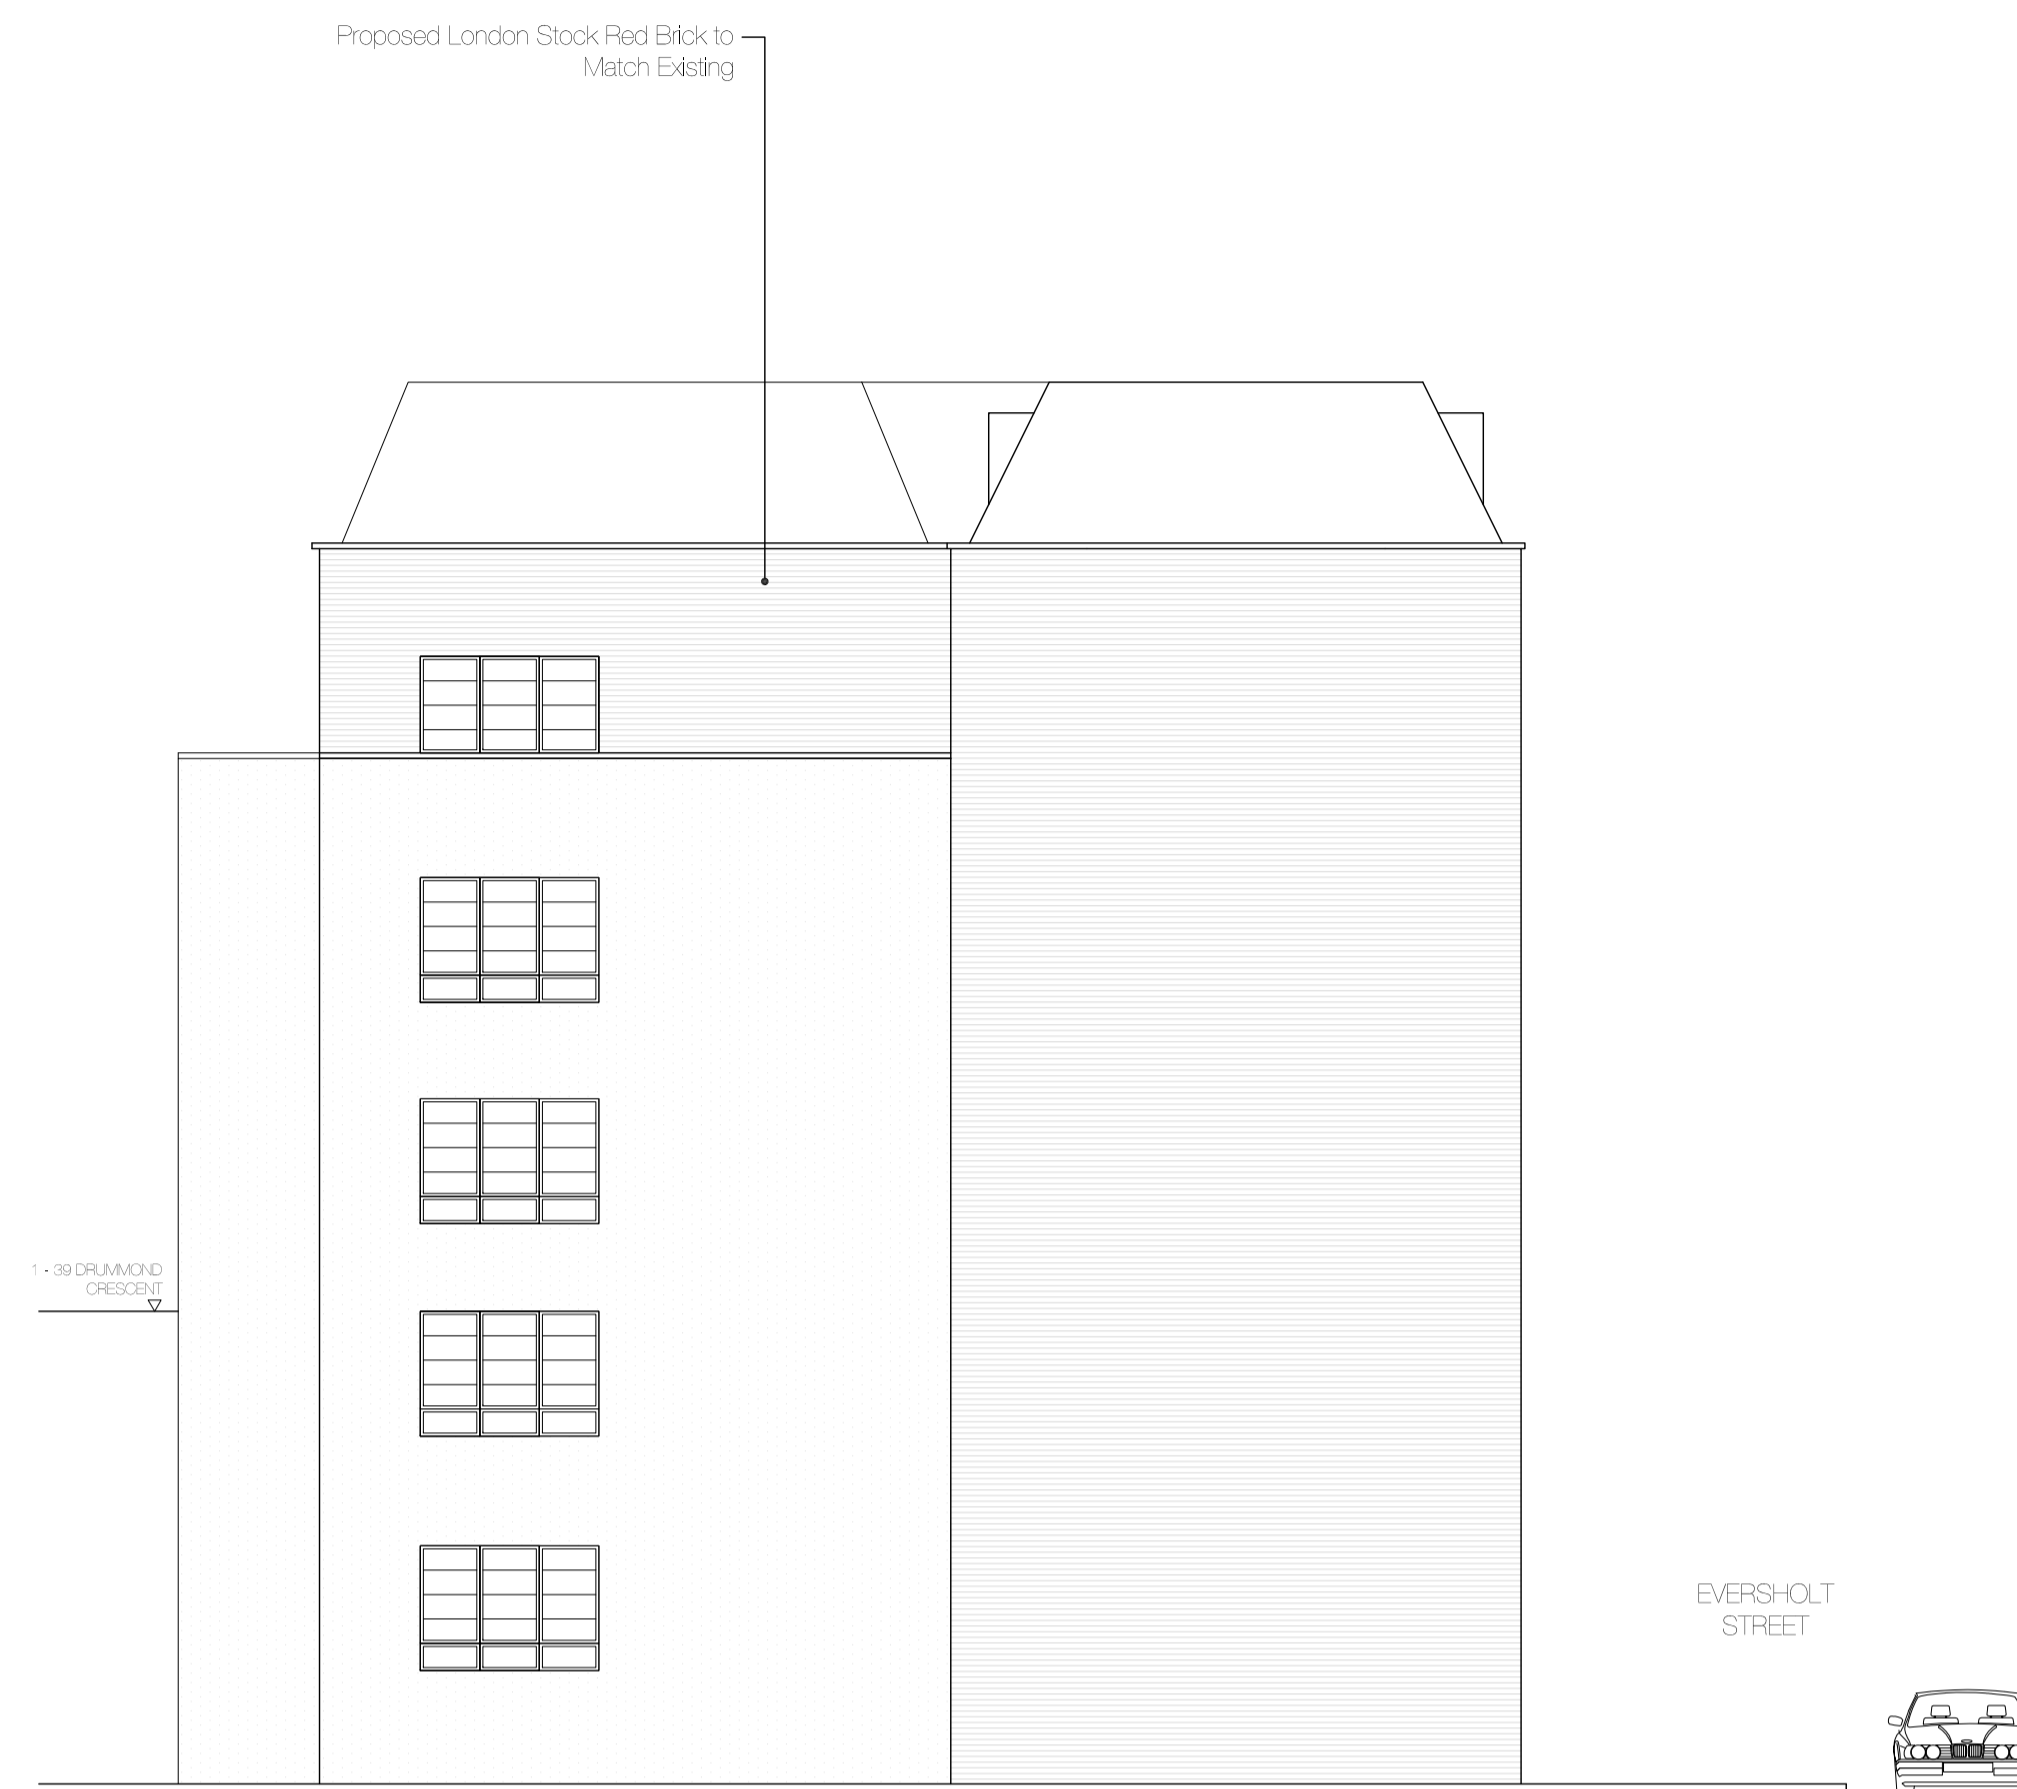 Proposed London Stock Red Brick to
Match Existing
1 - 39 DRUMMOND
CRESCENT
EVERSHOLT
STREET